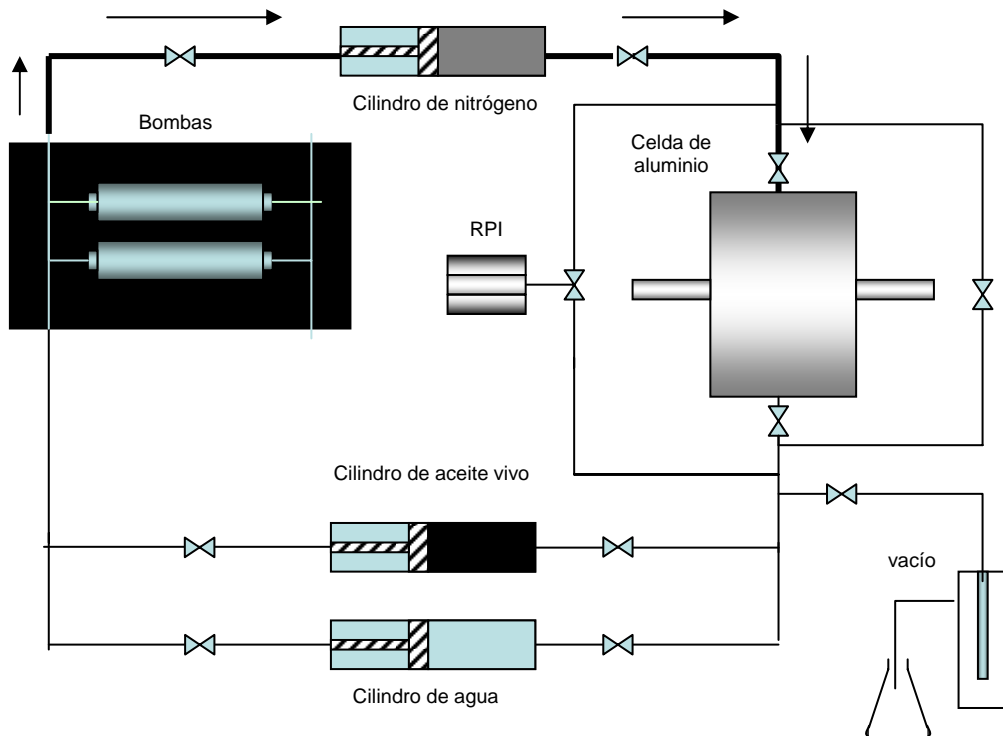 Cilindro de nitrógeno
Bombas
Celda de
aluminio
RPI
Cilindro de aceite vivo
vacío
Cilindro de agua